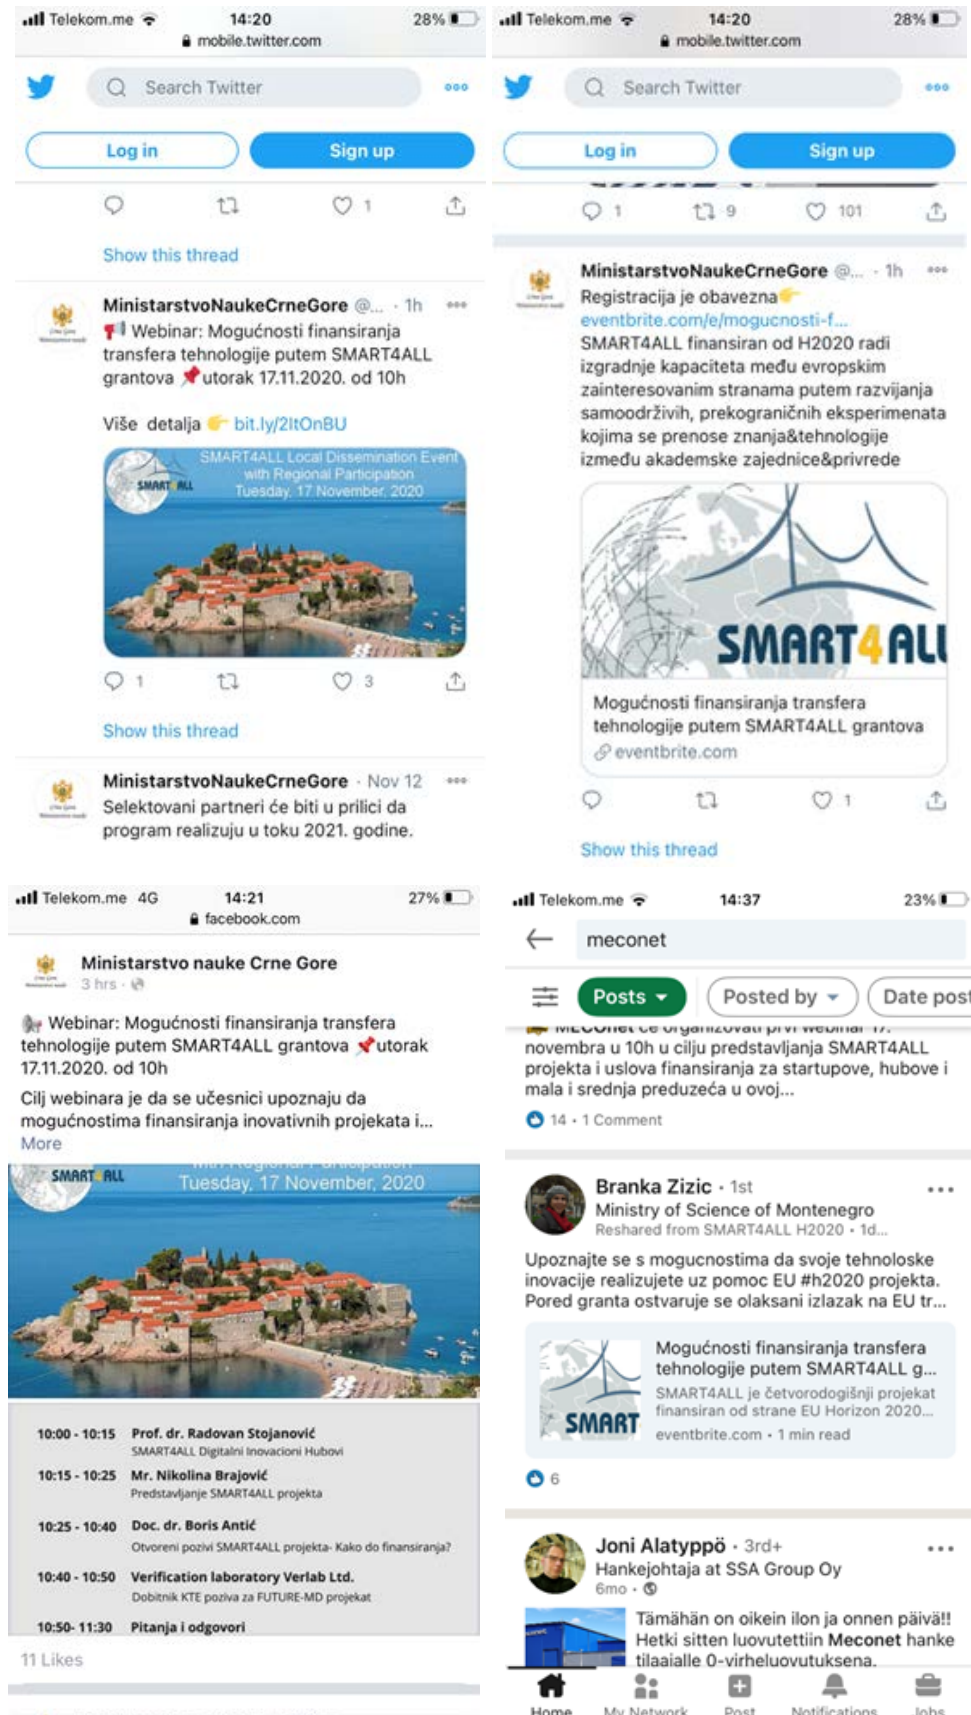 Telekom.me 14:20 28%
mobile.twitter.com
Search Twitter
Log in Sign up
1
Show this thread
MinistarstvoNaukeCrneGore @... · 1h
Webinar: Mogućnosti finansiranja
transfera tehnologije putem SMART4ALL
grantova utorak 17.11.2020. od 10h
Više detalja bit.ly/2ItOnBU
SMART4ALL Local Dissemination Event
with Regional Participation
Tuesday, 17 November, 2020
SMART4ALL
1 3
Show this thread
MinistarstvoNaukeCrneGore · Nov 12
Selektovani partneri će biti u prilici da
program realizuju u toku 2021. godine.
Telekom.me 14:20 28%
mobile.twitter.com
Search Twitter
Log in Sign up
1 9 101
MinistarstvoNaukeCrneGore @... · 1h
Registracija je obavezna
eventbrite.com/e/mogucnosti-f...
SMART4ALL finansiran od H2020 radi
izgradnje kapaciteta među evropskim
zainteresovanim stranama putem razvijanja
samoodrživih, prekograničnih eksperimenata
kojima se prenose znanja&tehnologije
između akademske zajednice&privrede
SMART4ALL
Mogućnosti finansiranja transfera
tehnologije putem SMART4ALL grantova
eventbrite.com
1
Show this thread
Telekom.me 4G 14:21 27%
facebook.com
Ministarstvo nauke Crne Gore
3 hrs ·
Webinar: Mogućnosti finansiranja transfera
tehnologije putem SMART4ALL grantova utorak
17.11.2020. od 10h
Cilj webinara je da se učesnici upoznaju da
mogućnostima finansiranja inovativnih projekata i...
More
with Regional Participation
Tuesday, 17 November, 2020
SMART4ALL
10:00 - 10:15 Prof. dr. Radovan Stojanović
SMART4ALL Digitalni Inovacioni Hubovi
10:15 - 10:25 Mr. Nikolina Brajović
Predstavljanje SMART4ALL projekta
10:25 - 10:40 Doc. dr. Boris Antić
Otvoreni pozivi SMART4ALL projekta- Kako do finansiranja?
10:40 - 10:50 Verification laboratory Verlab Ltd.
Dobitnik KTE poziva za FUTURE-MD projekat
10:50- 11:30 Pitanja i odgovori
11 Likes
Telekom.me 14:37 23%
meconet
Posts Posted by Date post
MECOnet će organizovati prvi webinar 17.
novembra u 10h u cilju predstavljanja SMART4ALL
projekta i uslova finansiranja za startupove, hubove i
mala i srednja preduzeća u ovoj...
14 · 1 Comment
Branka Zizic · 1st
Ministry of Science of Montenegro
Reshared from SMART4ALL H2020 · 1d...
Upoznajte se s mogucnostima da svoje tehnoloske
inovacije realizujete uz pomoc EU #h2020 projekta.
Pored granta ostvaruje se olaksani izlazak na EU tr...
SMART
Mogućnosti finansiranja transfera
tehnologije putem SMART4ALL g...
SMART4ALL je četvorodogišnji projekat
finansiran od strane EU Horizon 2020...
eventbrite.com · 1 min read
6
Joni Alatyppö · 3rd+
Hankejohtaja at SSA Group Oy
6mo ·
Tämähän on oikein ilon ja onnen päivä!!
Hetki sitten luovutettiin Meconet hanke
tilaajalle 0-virheluovutuksena.
Home My Network Post Notifications Jobs